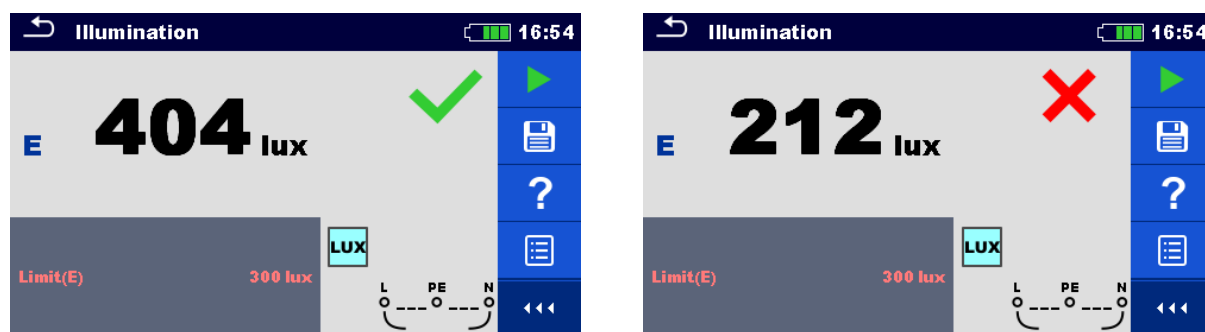 Illumination 16:54
E 404 lux
?
LUX
Limit(E) 300 lux
L PE N
Illumination 16:54
E 212 lux
?
LUX
Limit(E) 300 lux
L PE N